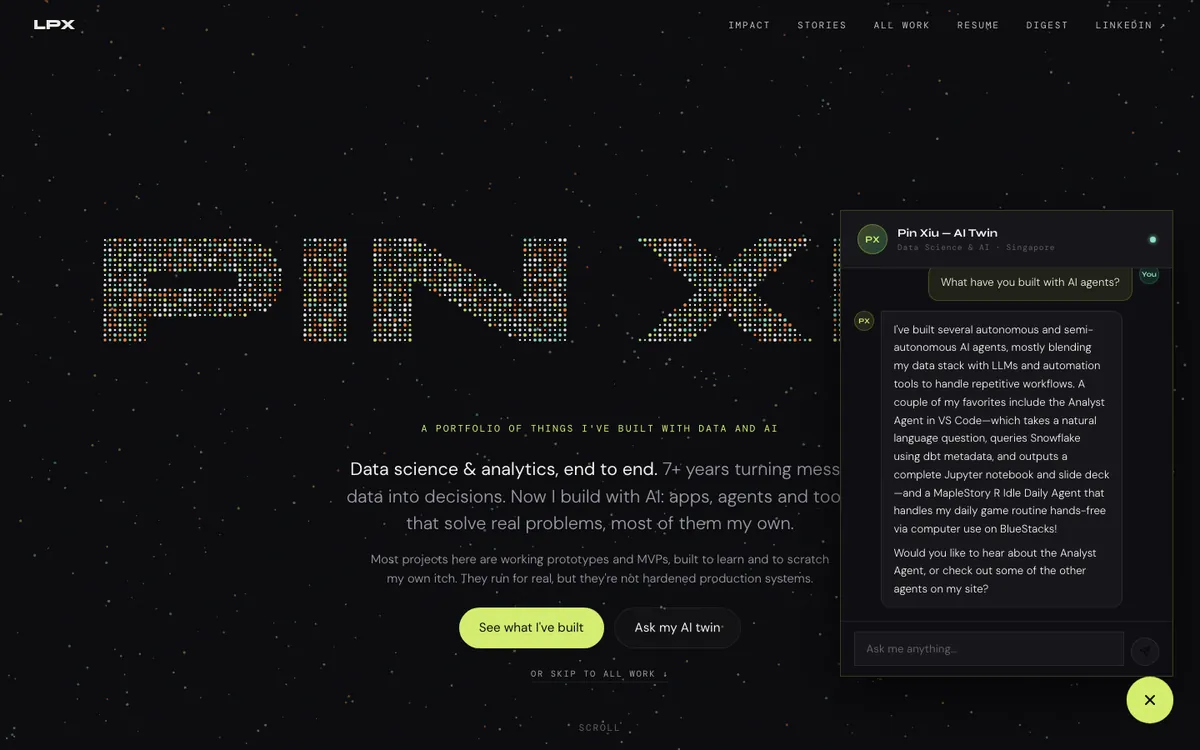 LPX
IMPACT
STORIES
ALL WORK
RESUME
DIGEST
LINKEDIN ↗
PIN X
A PORTFOLIO OF THINGS I'VE BUILT WITH DATA AND AI
Data science & analytics, end to end. 7+ years turning mess
data into decisions. Now I build with AI: apps, agents and too
that solve real problems, most of them my own.
Most projects here are working prototypes and MVPs, built to learn and to scratch
my own itch. They run for real, but they're not hardened production systems.
See what I've built
Ask my AI twin
OR SKIP TO ALL WORK ↓
SCROLL
PX
Pin Xiu — AI Twin
Data Science & AI · Singapore
What have you built with AI agents?
You
PX
I've built several autonomous and semi-
autonomous AI agents, mostly blending
my data stack with LLMs and automation
tools to handle repetitive workflows. A
couple of my favorites include the Analyst
Agent in VS Code—which takes a natural
language question, queries Snowflake
using dbt metadata, and outputs a
complete Jupyter notebook and slide deck
—and a MapleStory R Idle Daily Agent that
handles my daily game routine hands-free
via computer use on BlueStacks!
Would you like to hear about the Analyst
Agent, or check out some of the other
agents on my site?
Ask me anything...